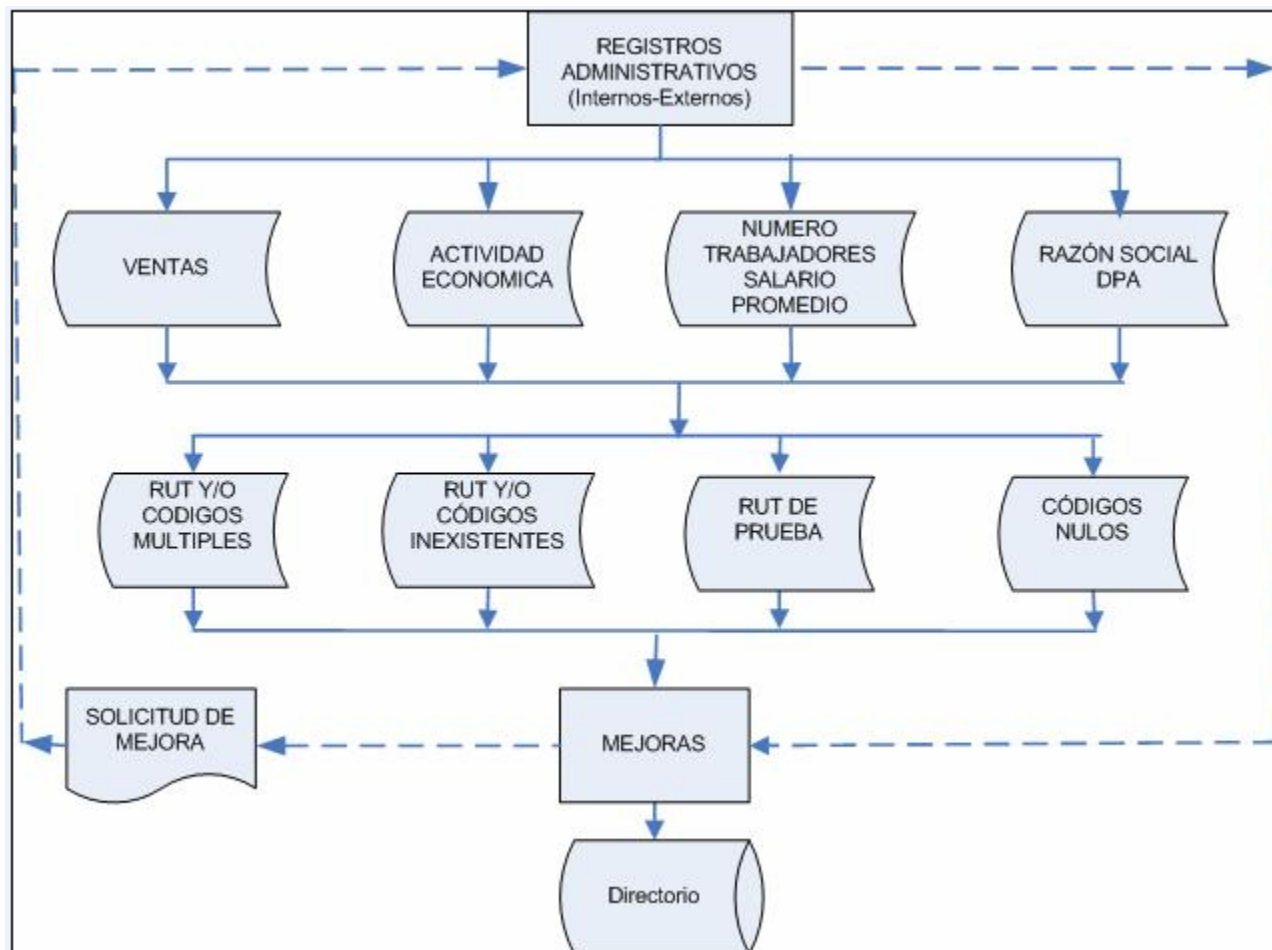 REGISTROS
ADMINISTRATIVOS
(Internos-Externos)
VENTAS
ACTIVIDAD
ECONOMICA
NUMERO
TRABAJADORES
SALARIO
PROMEDIO
RAZÓN SOCIAL
DPA
RUT Y/O
CODIGOS
MULTIPLES
RUT Y/O
CÓDIGOS
INEXISTENTES
RUT DE
PRUEBA
CÓDIGOS
NULOS
SOLICITUD DE
MEJORA
MEJORAS
Directorio